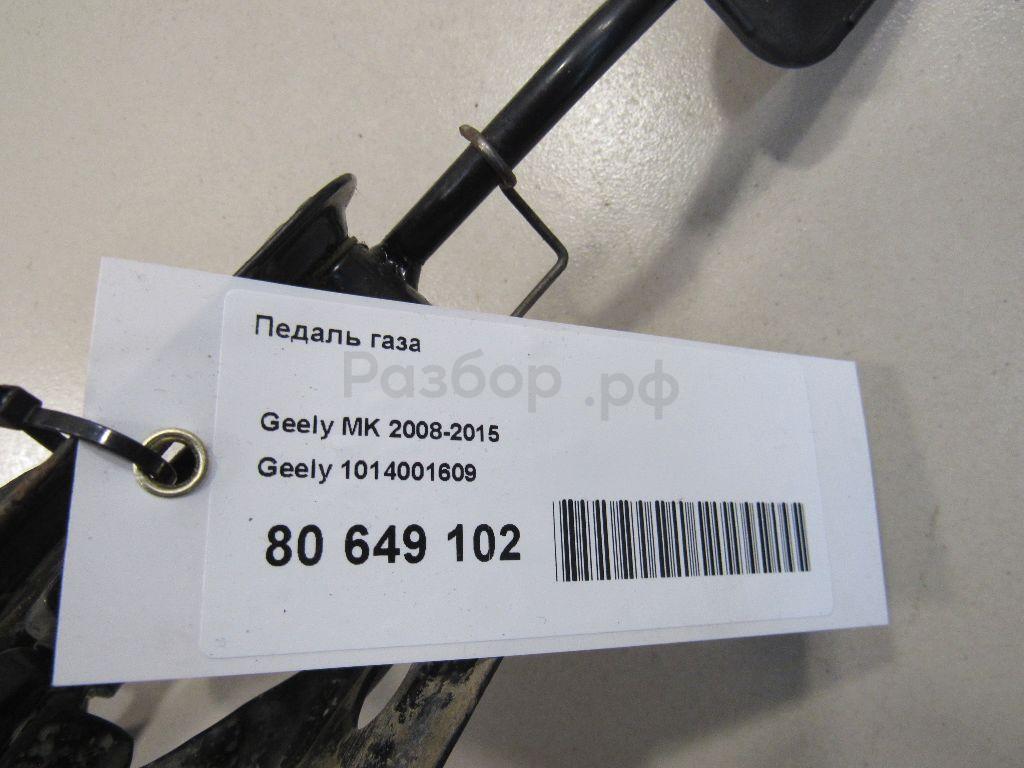 Педаль газа
Разбор.рф
Geely MK 2008-2015
Geely 1014001609
80 649 102